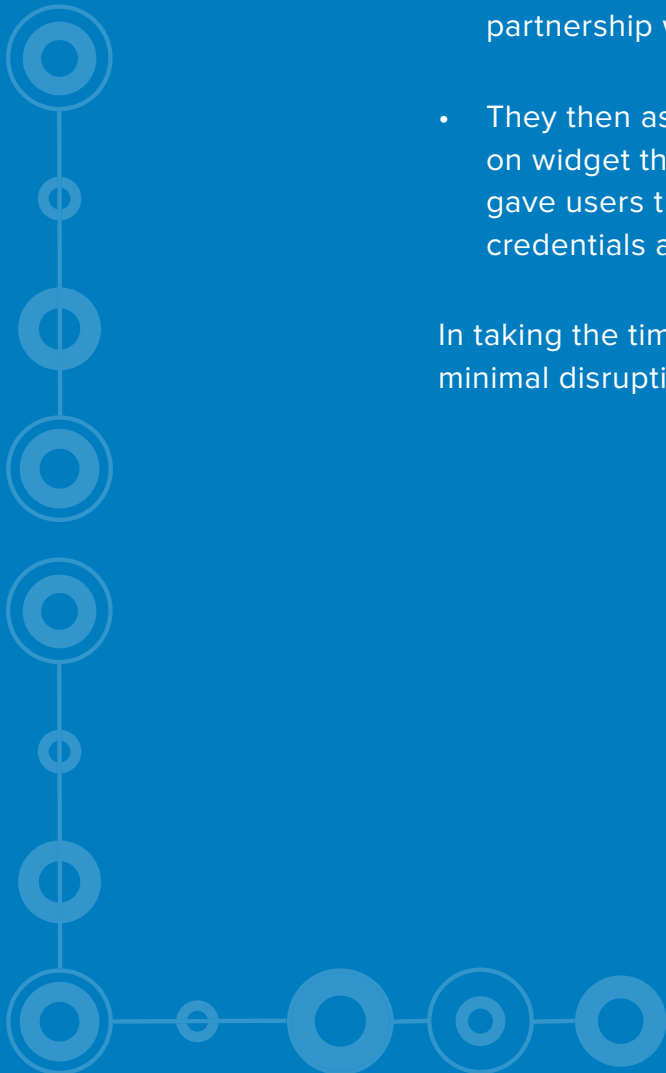 partnership
• They then
on widget
gave users
credentials
In taking the
minimal